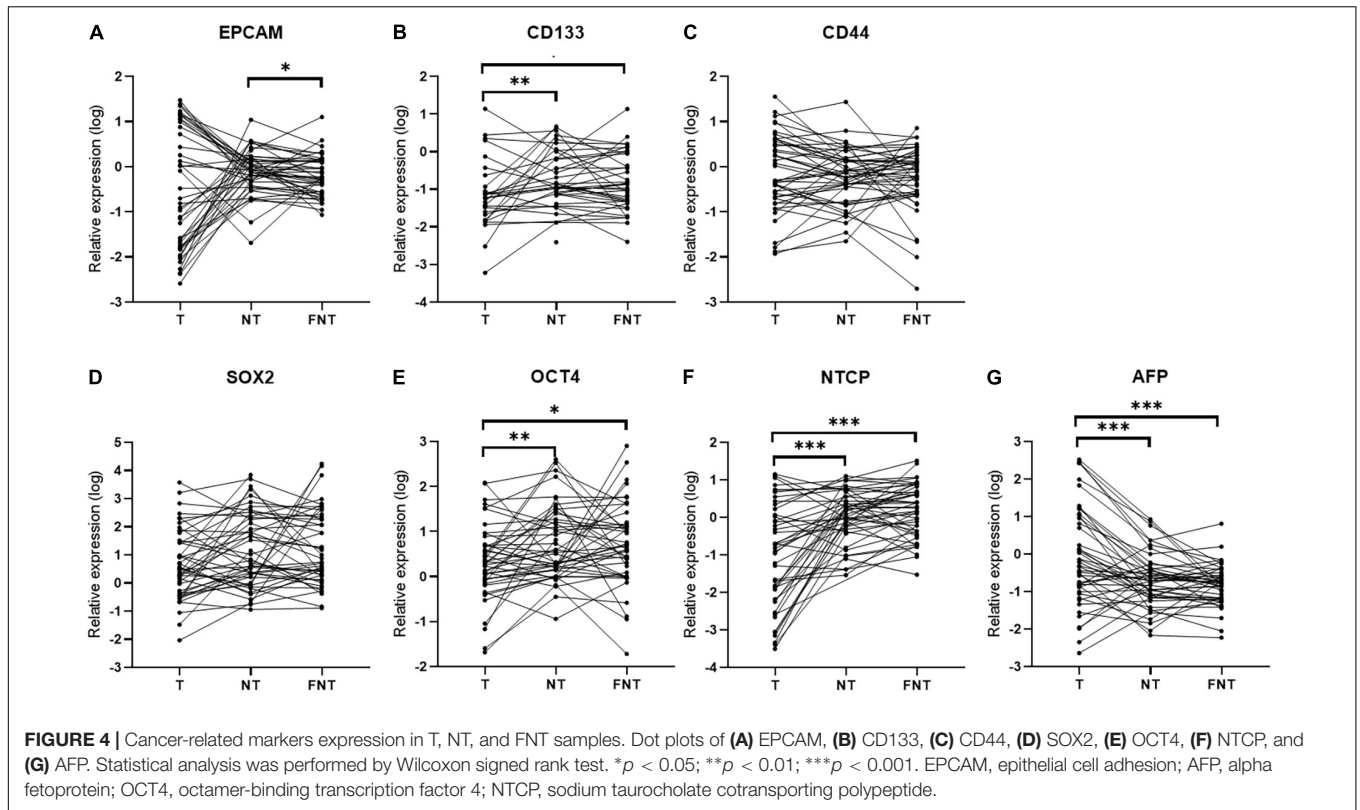 A EPCAM
B CD133
C CD44
Relative expression (log)
2
1
0
-1
-2
-3
*
T NT FNT
Relative expression (log)
2
1
0
-1
-2
-3
-4
**
T NT FNT
Relative expression (log)
2
1
0
-1
-2
-3
T NT FNT
D SOX2
E OCT4
F NTCP
G AFP
Relative expression (log)
5
4
3
2
1
0
-1
-2
-3
T NT FNT
Relative expression (log)
3
2
1
0
-1
-2
*
**
T NT FNT
Relative expression (log)
2
1
0
-1
-2
-3
-4
***
***
T NT FNT
Relative expression (log)
3
2
1
0
-1
-2
-3
***
***
T NT FNT
FIGURE 4 | Cancer-related markers expression in T, NT, and FNT samples. Dot plots of (A) EPCAM, (B) CD133, (C) CD44, (D) SOX2, (E) OCT4, (F) NTCP, and
(G) AFP. Statistical analysis was performed by Wilcoxon signed rank test. *p < 0.05; **p < 0.01; ***p < 0.001. EPCAM, epithelial cell adhesion; AFP, alpha
fetoprotein; OCT4, octamer-binding transcription factor 4; NTCP, sodium taurocholate cotransporting polypeptide.